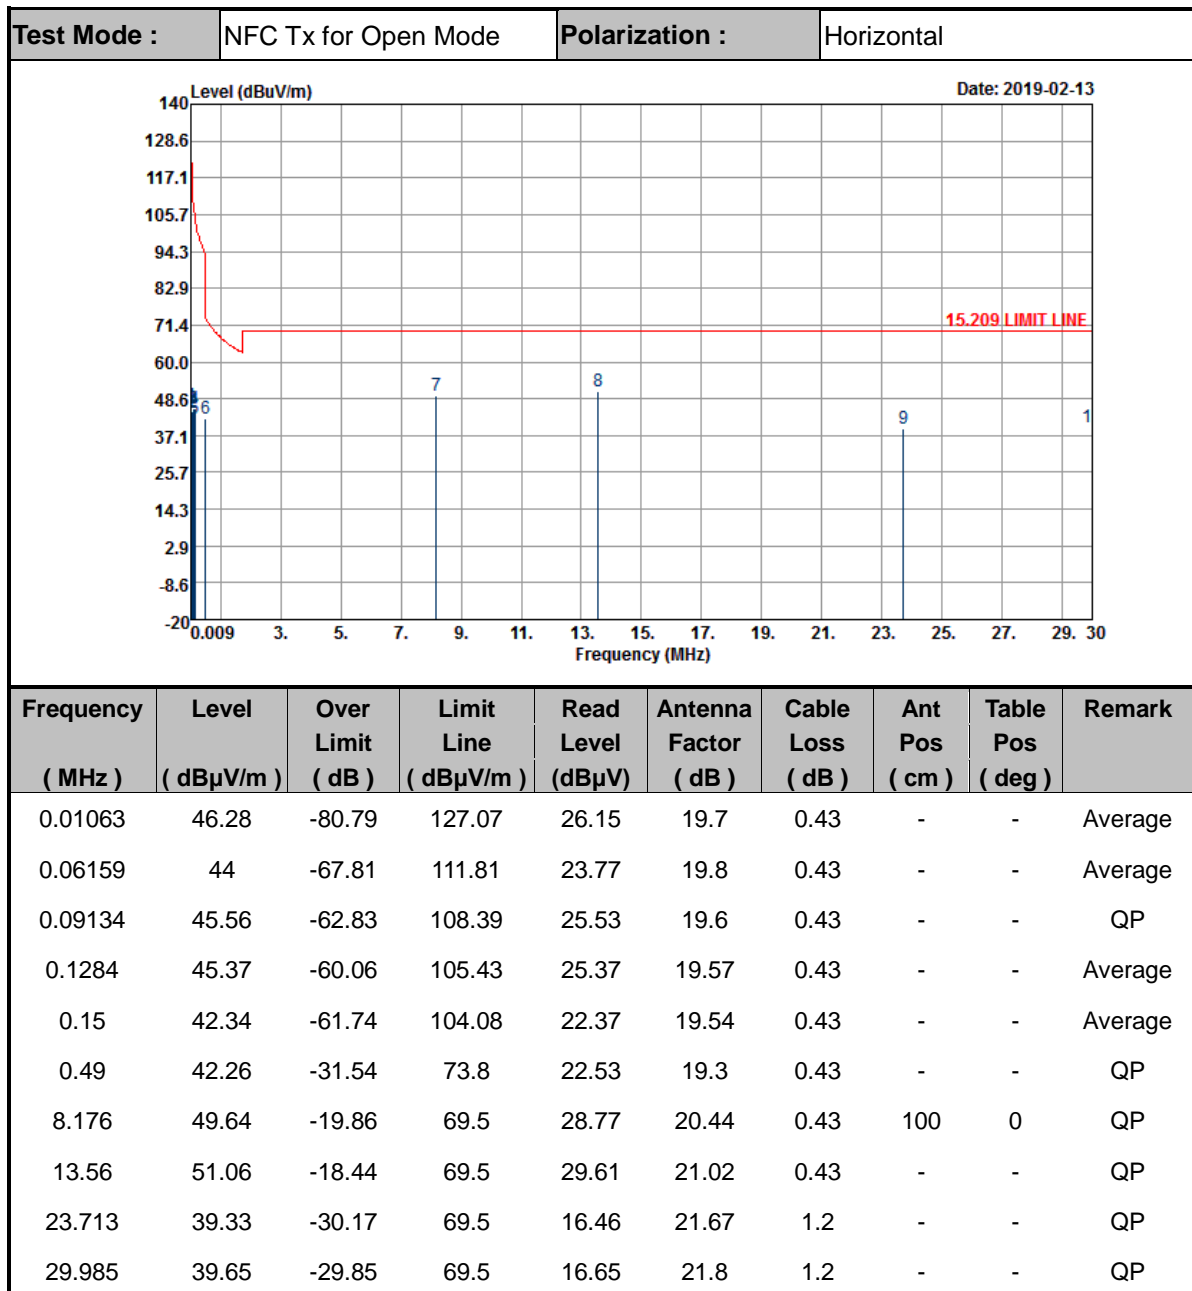 Test Mode : NFC Tx for Open Mode Polarization : Horizontal
Level (dBuV/m) Date: 2019-02-13
140
128.6
117.1
105.7
94.3
82.9
71.4
15.209 LIMIT LINE
60.0
48.6
37.1
25.7
14.3
2.9
-8.6
-20
5 6 7 8 9 1
0.009 3. 5. 7. 9. 11. 13. 15. 17. 19. 21. 23. 25. 27. 29. 30
Frequency (MHz)
Frequency Level Over Limit Read Antenna Cable Ant Table Remark
Limit Line Level Factor Loss Pos Pos
( MHz ) ( dBµV/m ) ( dB ) ( dBµV/m ) (dBµV) ( dB ) ( dB ) ( cm ) ( deg )
0.01063 46.28 -80.79 127.07 26.15 19.7 0.43 - - Average
0.06159 44 -67.81 111.81 23.77 19.8 0.43 - - Average
0.09134 45.56 -62.83 108.39 25.53 19.6 0.43 - - QP
0.1284 45.37 -60.06 105.43 25.37 19.57 0.43 - - Average
0.15 42.34 -61.74 104.08 22.37 19.54 0.43 - - Average
0.49 42.26 -31.54 73.8 22.53 19.3 0.43 - - QP
8.176 49.64 -19.86 69.5 28.77 20.44 0.43 100 0 QP
13.56 51.06 -18.44 69.5 29.61 21.02 0.43 - - QP
23.713 39.33 -30.17 69.5 16.46 21.67 1.2 - - QP
29.985 39.65 -29.85 69.5 16.65 21.8 1.2 - - QP